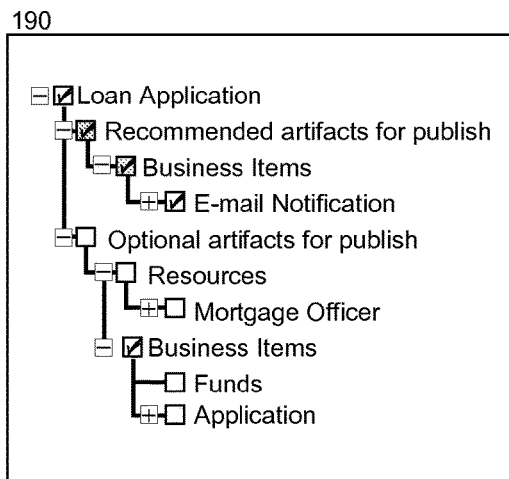 190
Loan Application
Recommended artifacts for publish
Business Items
E-mail Notification
Optional artifacts for publish
Resources
Mortgage Officer
Business Items
Funds
Application